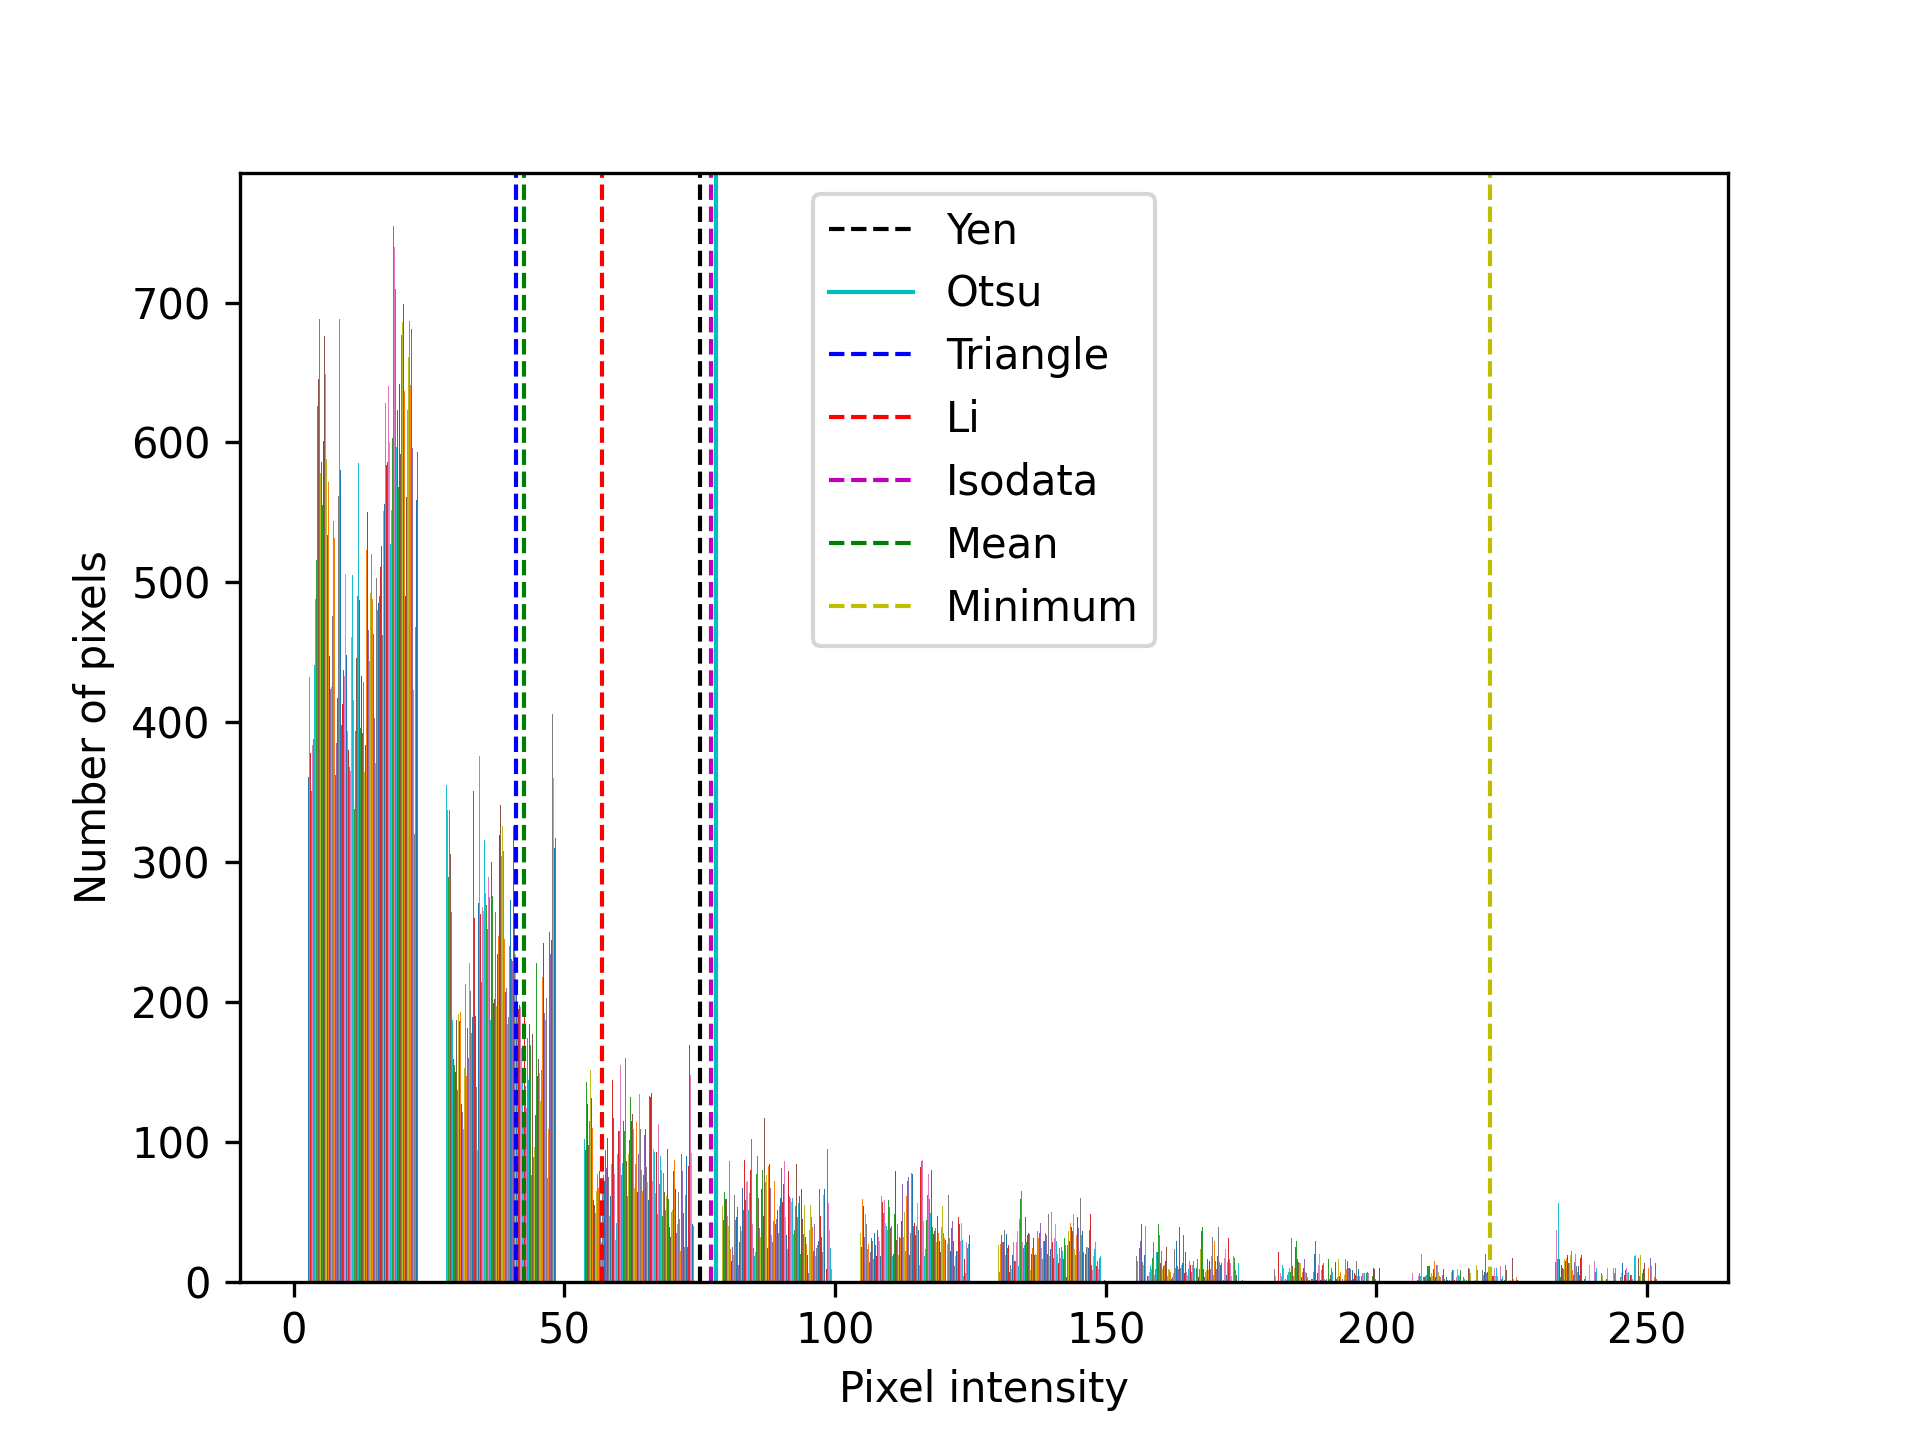 Yen
Otsu
Triangle
Li
Isodata
Mean
Minimum
700
600
500
400
300
200
100
0
Number of pixels
0 50 100 150 200 250
Pixel intensity